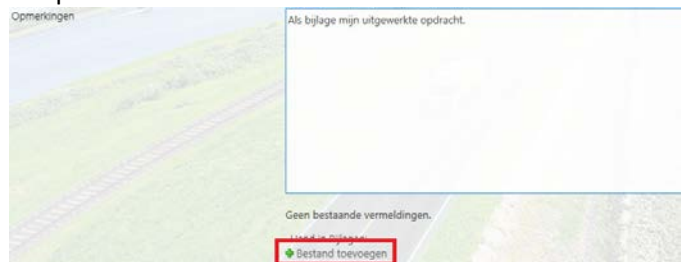 Opmerkingen
Als bijlage mijn uitgewerkte opdracht.
Geen bestaande vermeldingen.
Bestand toevoegen